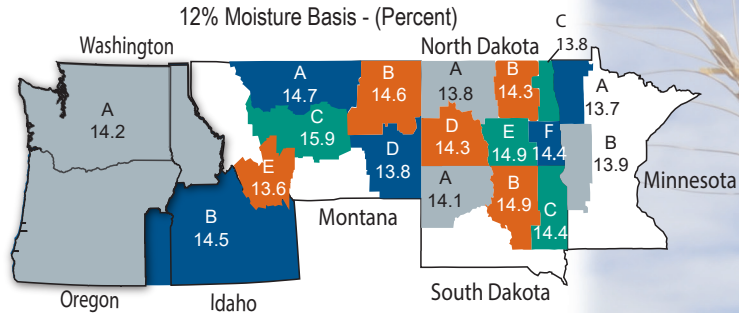 12% Moisture Basis - (Percent)
Washington
North Dakota
C
13.8
A
14.2
A
14.7
B
14.6
A
13.8
B
14.3
A
13.7
C
15.9
D
14.3
E
14.9
F
14.4
B
13.9
D
13.8
E
13.6
A
14.1
B
14.9
C
14.4
Minnesota
B
14.5
Montana
Oregon
Idaho
South Dakota